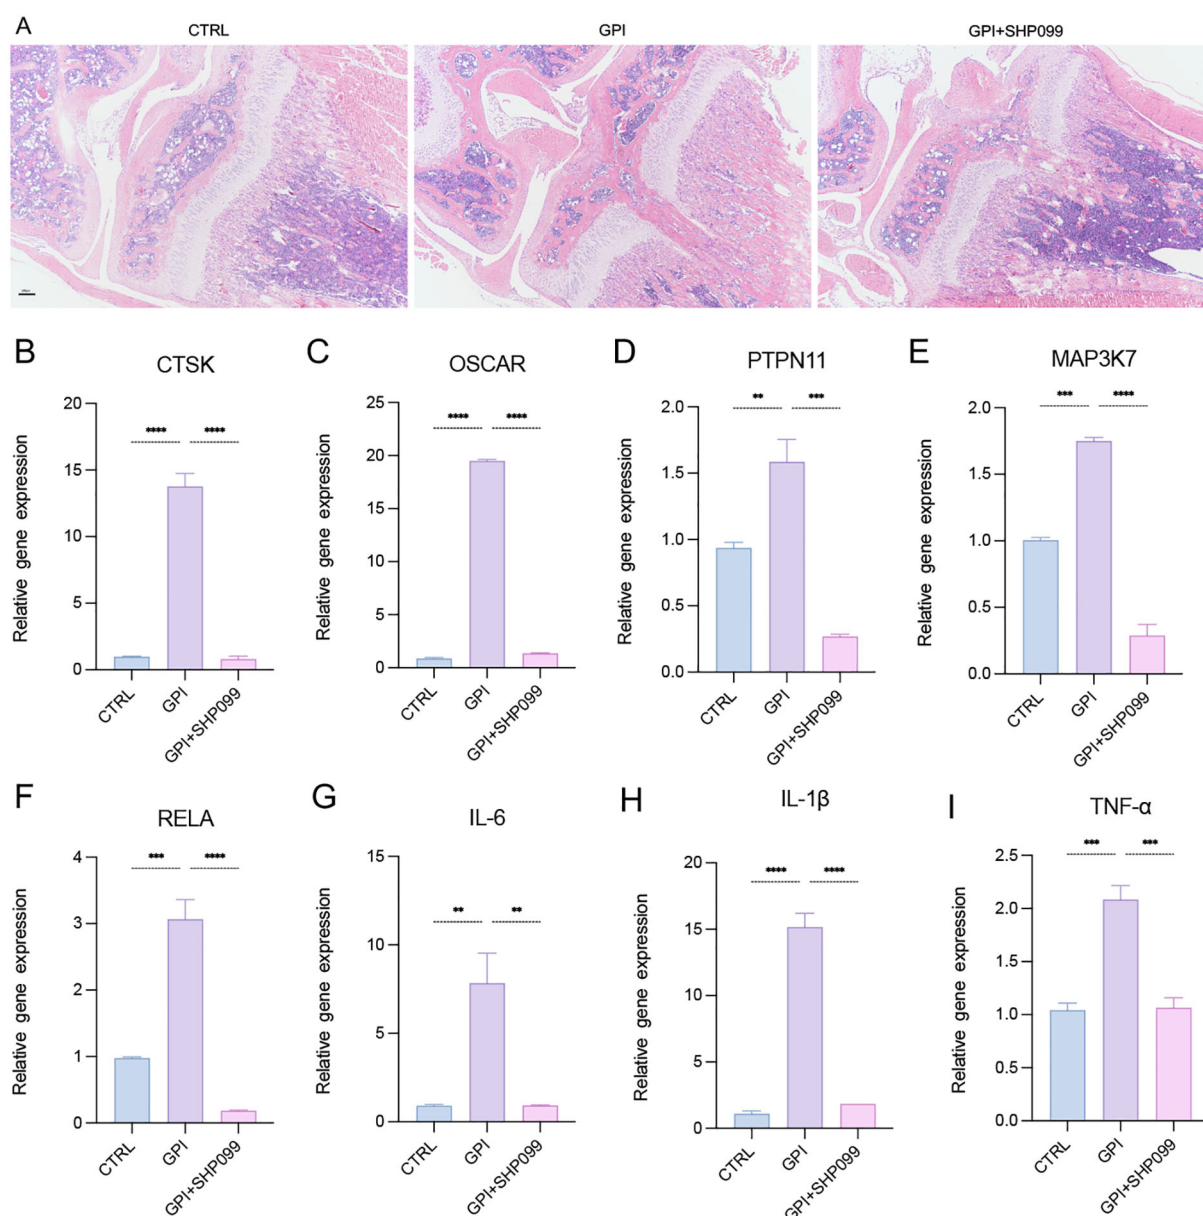 A
CTRL
GPI
GPI+SHP099
B
CTSK
Relative gene expression
20
15
10
5
0
****
****
CTRL
GPI
GPI+SHP099
C
OSCAR
Relative gene expression
25
20
15
10
5
0
****
****
CTRL
GPI
GPI+SHP099
D
PTPN11
Relative gene expression
2.0
1.5
1.0
0.5
0.0
**
***
CTRL
GPI
GPI+SHP099
E
MAP3K7
Relative gene expression
2.0
1.5
1.0
0.5
0.0
***
****
CTRL
GPI
GPI+SHP099
F
RELA
Relative gene expression
4
3
2
1
0
***
****
CTRL
GPI
GPI+SHP099
G
IL-6
Relative gene expression
15
10
5
0
**
**
CTRL
GPI
GPI+SHP099
H
IL-1β
Relative gene expression
20
15
10
5
0
****
****
CTRL
GPI
GPI+SHP099
I
TNF-α
Relative gene expression
2.5
2.0
1.5
1.0
0.5
0.0
***
***
CTRL
GPI
GPI+SHP099